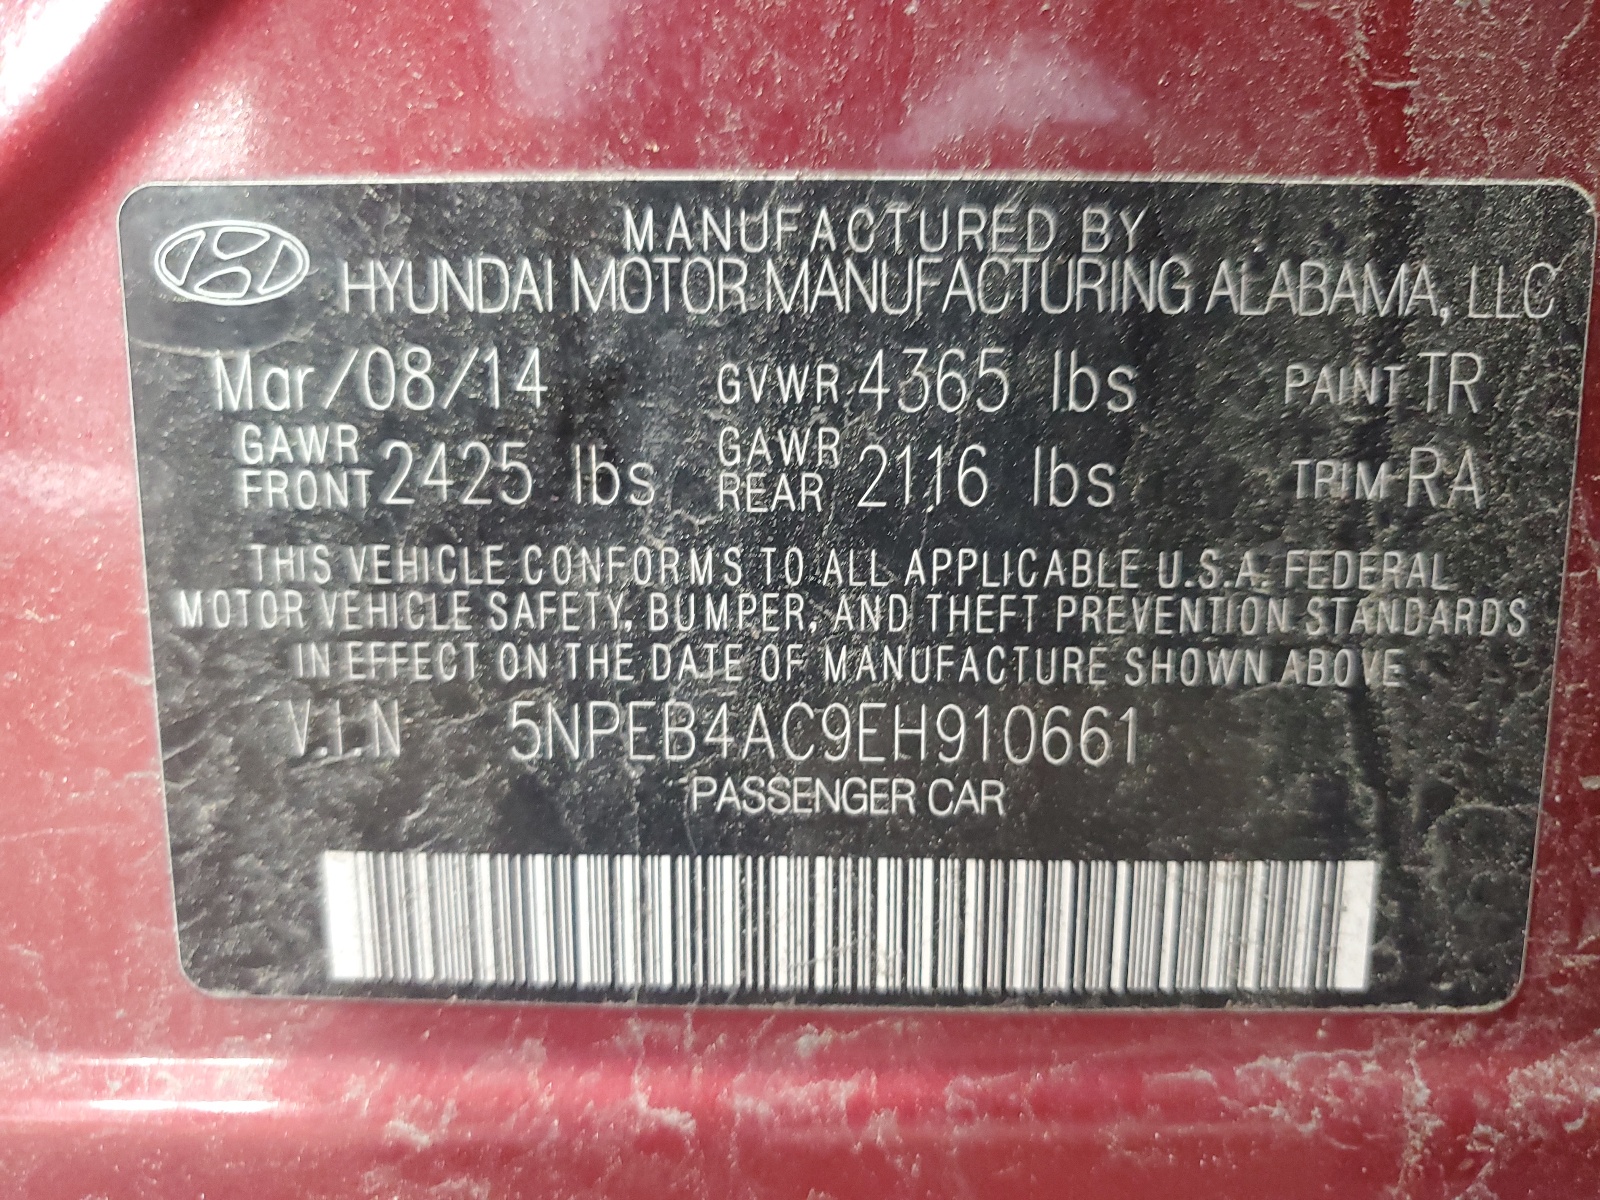 MANUFACTURED BY
HYUNDAI MOTOR MANUFACTURING ALABAMA, LLC
Mar/08/14 GVWR 4365 lbs PAINT TR
GAWR FRONT 2425 lbs GAWR REAR 2116 lbs TRIM RA
THIS VEHICLE CONFORMS TO ALL APPLICABLE U.S.A. FEDERAL
MOTOR VEHICLE SAFETY, BUMPER, AND THEFT PREVENTION STANDARDS
IN EFFECT ON THE DATE OF MANUFACTURE SHOWN ABOVE
V.I.N 5NPEB4AC9EH910661
PASSENGER CAR